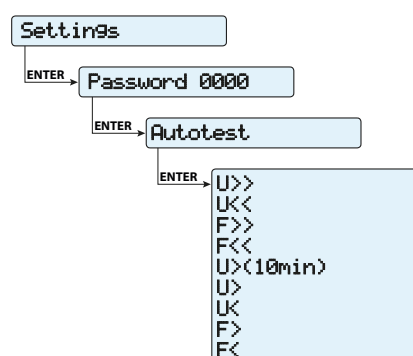 Settings
ENTER
Password 0000
ENTER
Autotest
ENTER
U>>
U<<
F>>
F<<
U>(10min)
U>
U<
F>
F<